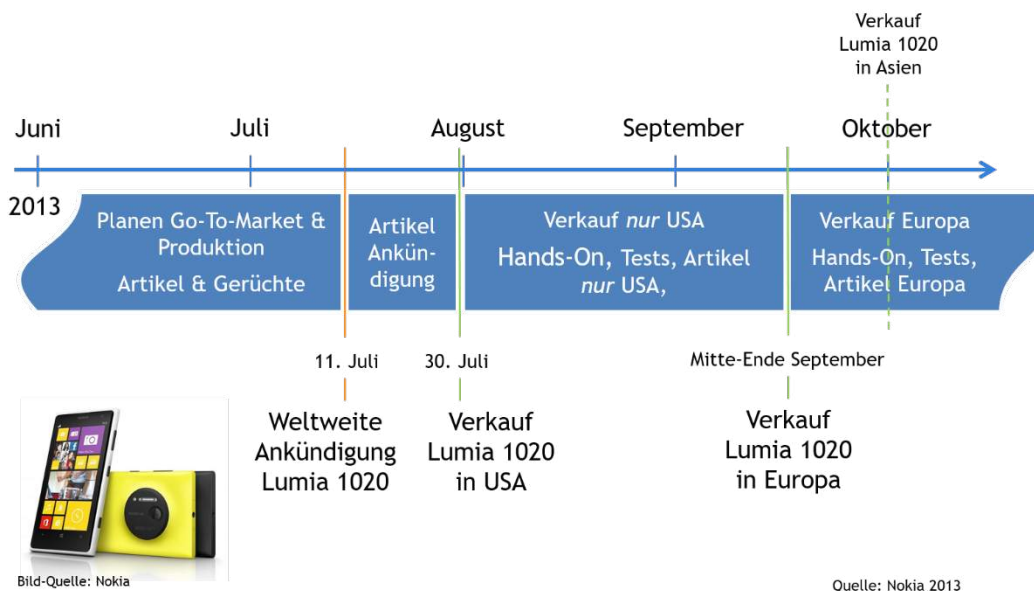 Verkauf
Lumia 1020
in Asien
Juni
Juli
August
September
Oktober
2013
Planen Go-To-Market &
Produktion
Artikel & Gerüchte
Artikel
Ankün-
digung
Verkauf nur USA
Hands-On, Tests, Artikel
nur USA,
Verkauf Europa
Hands-On, Tests,
Artikel Europa
11. Juli
30. Juli
Mitte-Ende September
Weltweite
Ankündigung
Lumia 1020
Verkauf
Lumia 1020
in USA
Verkauf
Lumia 1020
in Europa
Bild-Quelle: Nokia
Quelle: Nokia 2013